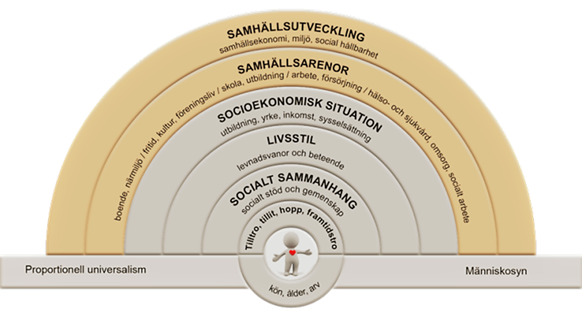 SAMHÄLLSUTVECKLING
samhällsekonomi, miljö, social hållbarhet
SAMHÄLLSARENOR
boende, närmiljö / fritid, kultur, föreningsliv / skola, utbildning / arbete, försörjning / hälso- och sjukvård, omsorg, socialt arbete
SOCIOEKONOMISK SITUATION
utbildning, yrke, inkomst, sysselsättning
LIVSSTIL
levnadsvanor och beteende
SOCIALT SAMMANHANG
socialt stöd och gemenskap
Tilltro, tillit, hopp, framtidstro
kön, ålder, arv
Proportionell universalism
Människosyn